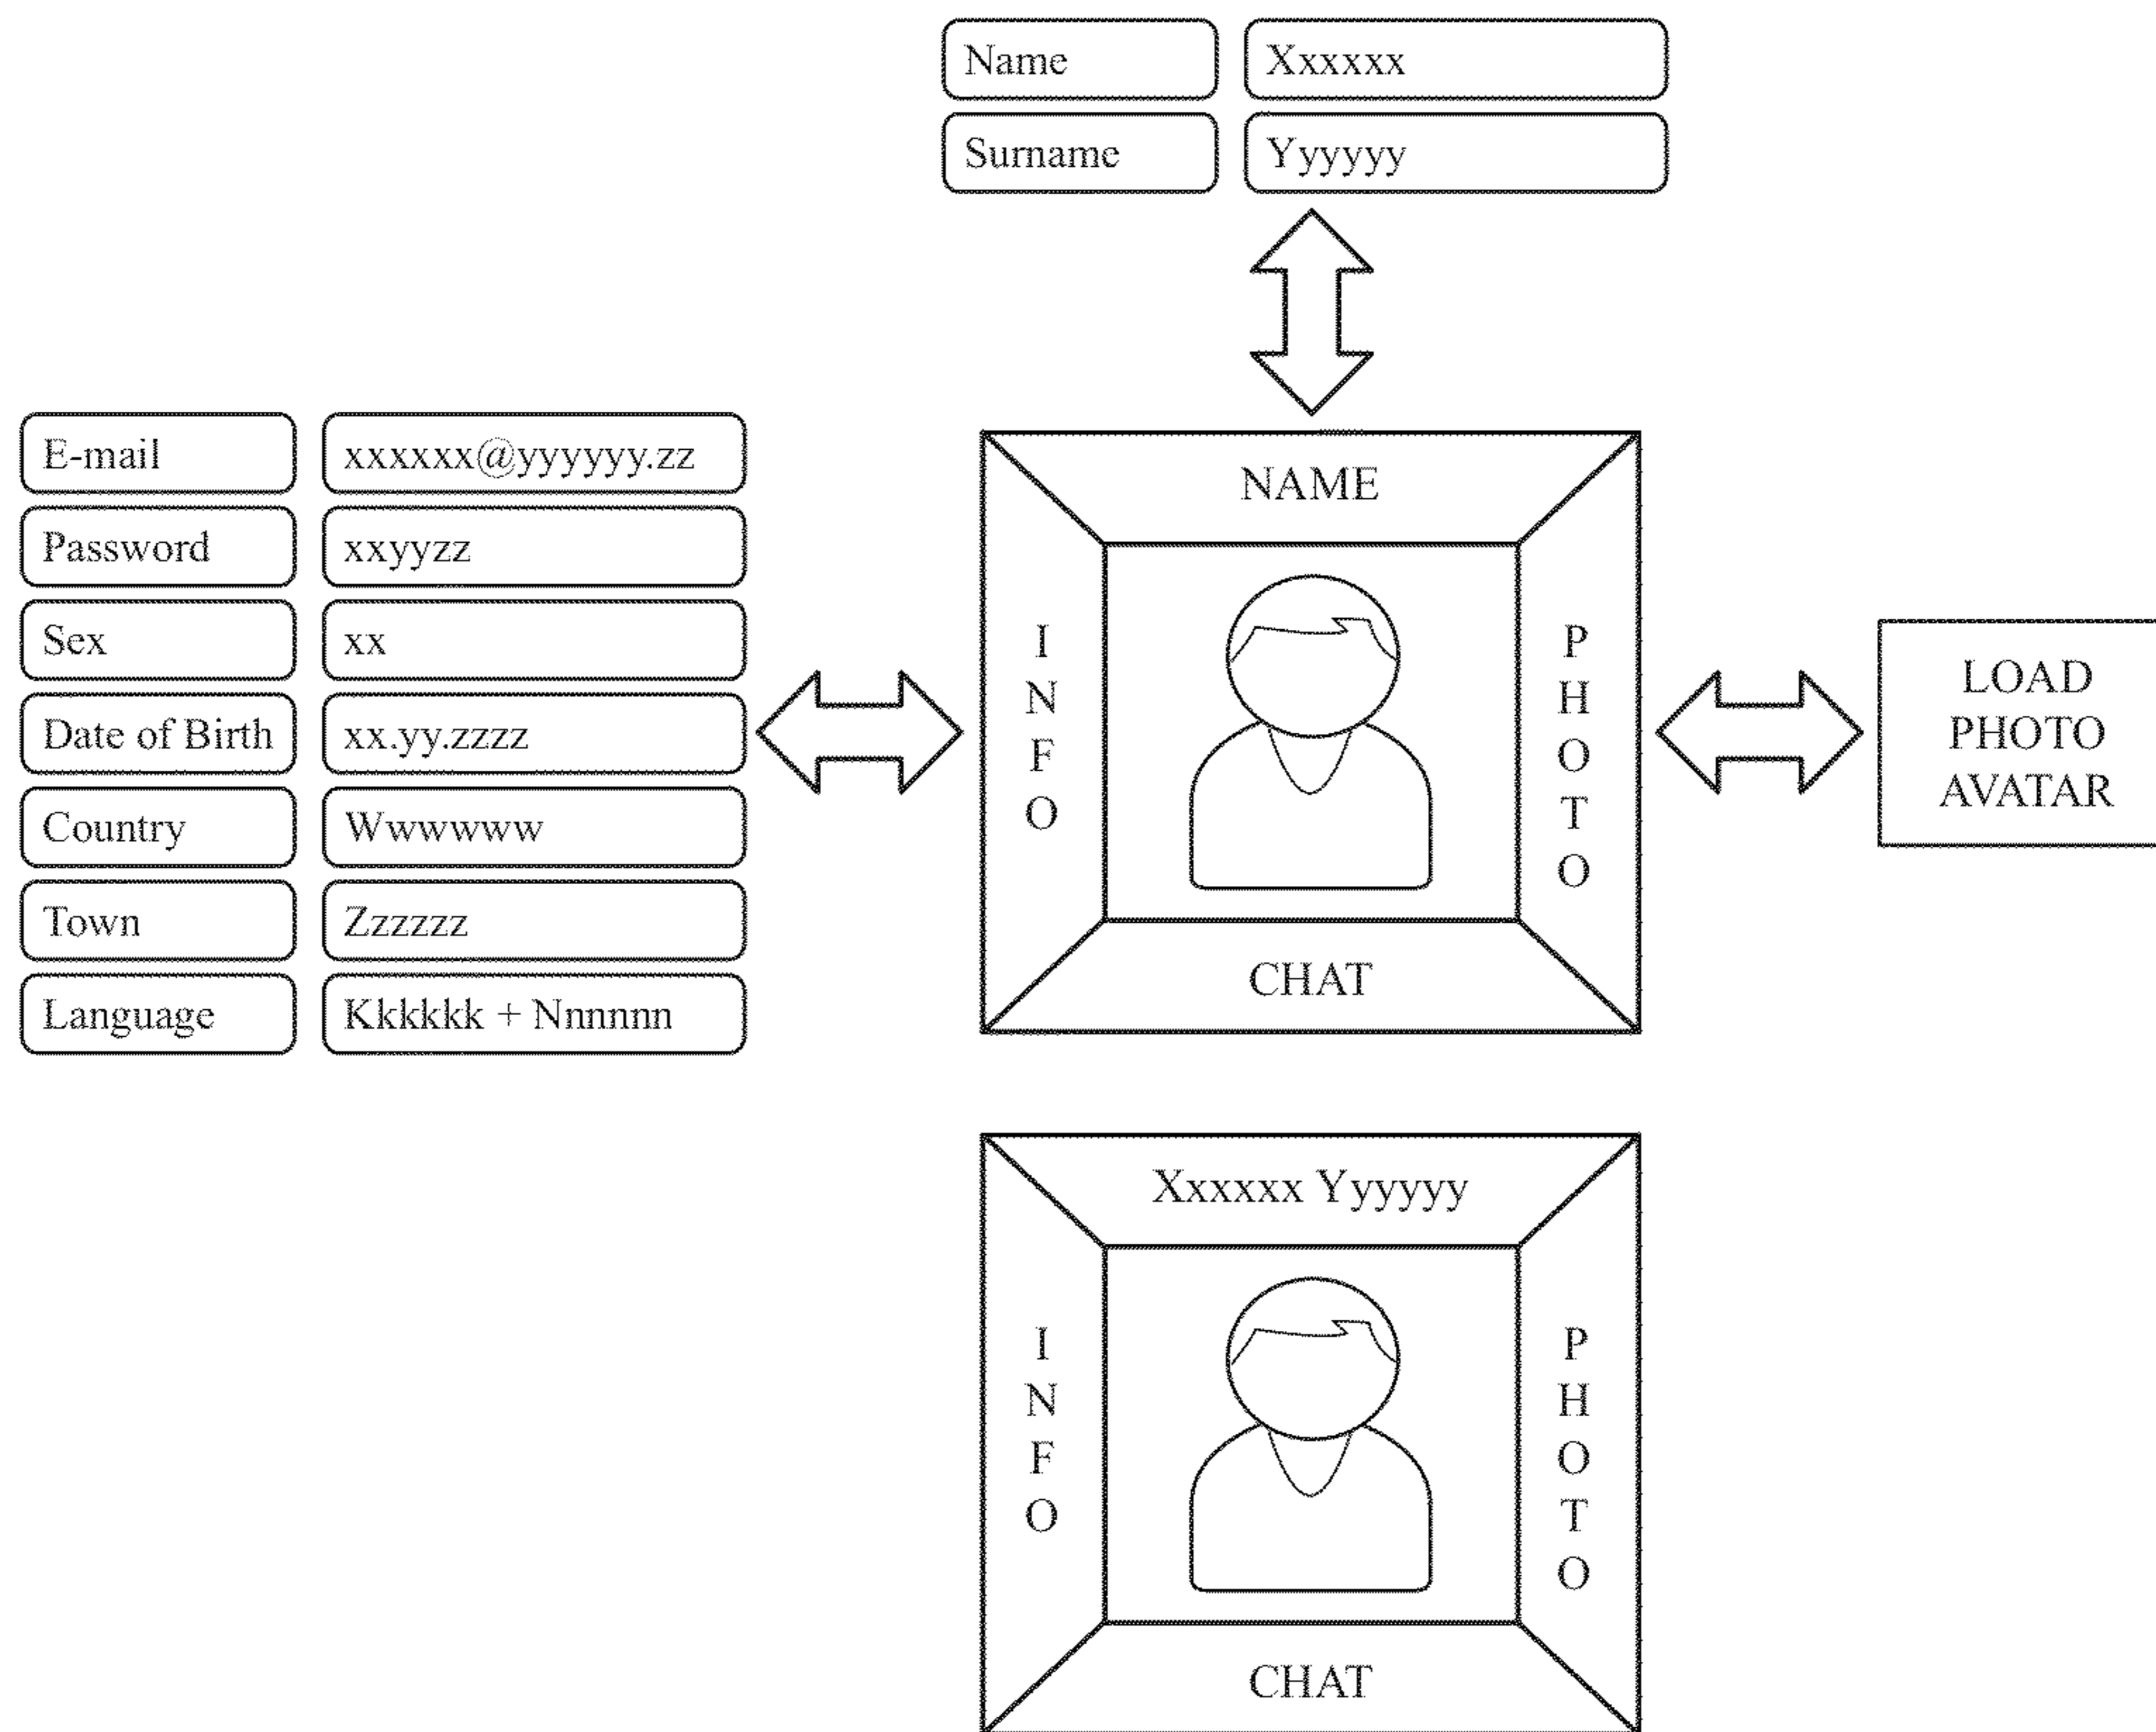 Name Xxxxxx
Surname Yyyyyy
E-mail xxxxxx@yyyyyy.zz
Password xxyyzz
Sex xx
Date of Birth xx.yy.zzzz
Country Wwwwww
Town Zzzzzz
Language Kkkkkk + Nnnnnn
NAME
INFO
PHOTO
CHAT
LOAD
PHOTO
AVATAR
Xxxxxx Yyyyyy
INFO
PHOTO
CHAT